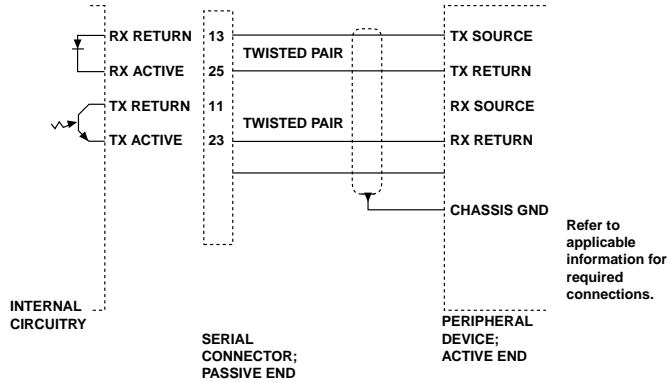 RX RETURN 13 TX SOURCE
TWISTED PAIR
RX ACTIVE 25 TX RETURN
TX RETURN 11 RX SOURCE
TWISTED PAIR
TX ACTIVE 23 RX RETURN
CHASSIS GND
Refer to
applicable
information for
required
connections.
INTERNAL
CIRCUITRY
SERIAL
CONNECTOR;
PASSIVE END
PERIPHERAL
DEVICE;
ACTIVE END